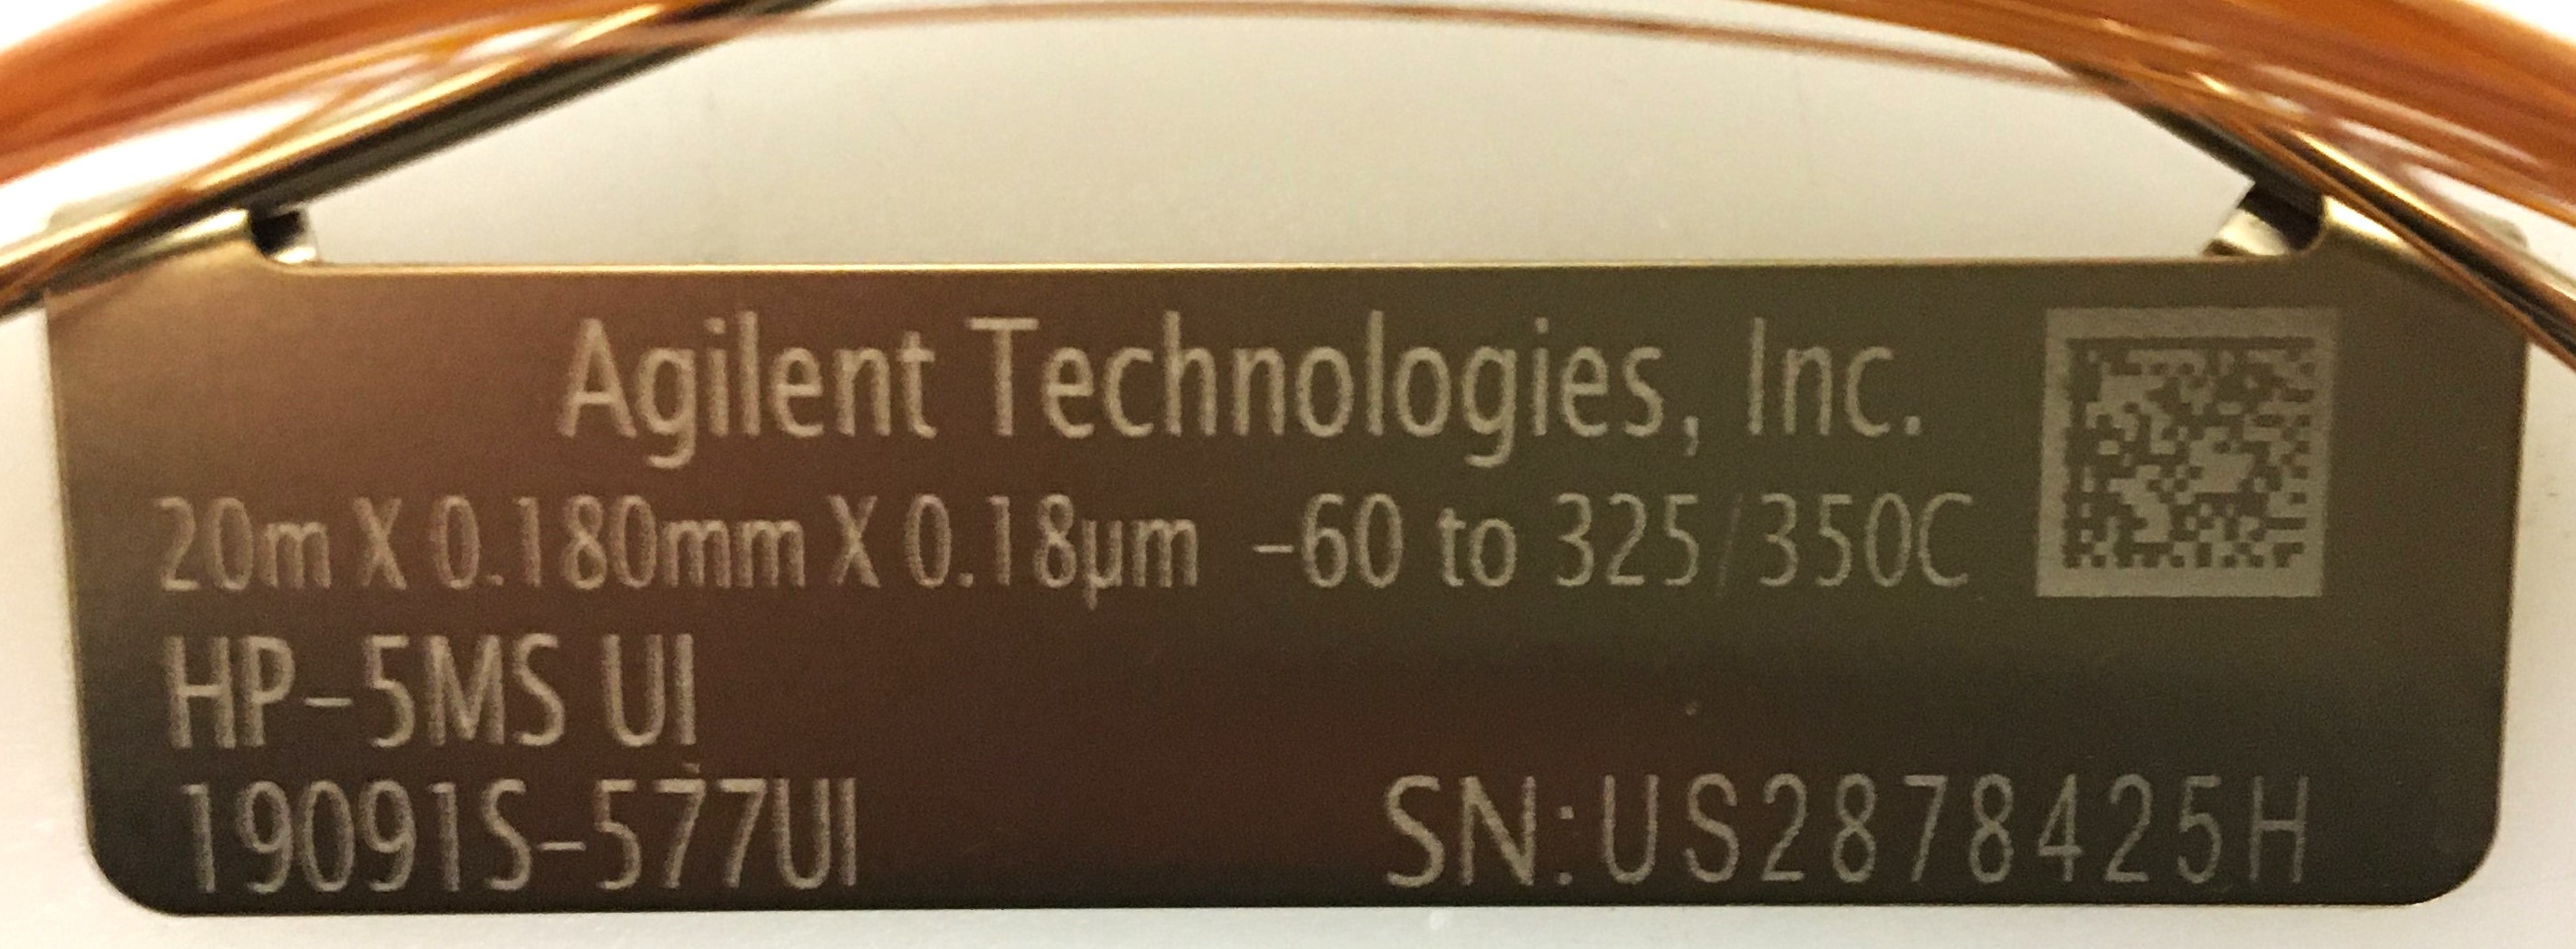 Agilent Technologies, Inc.
20m X 0.180mm X 0.18µm -60 to 325/350C
HP-5MS UI
19091S-577UI
SN:US2878425H